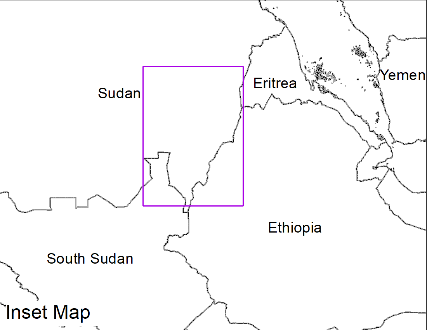 Yemen
Eritrea
Sudan
Ethiopia
South Sudan
Inset Map